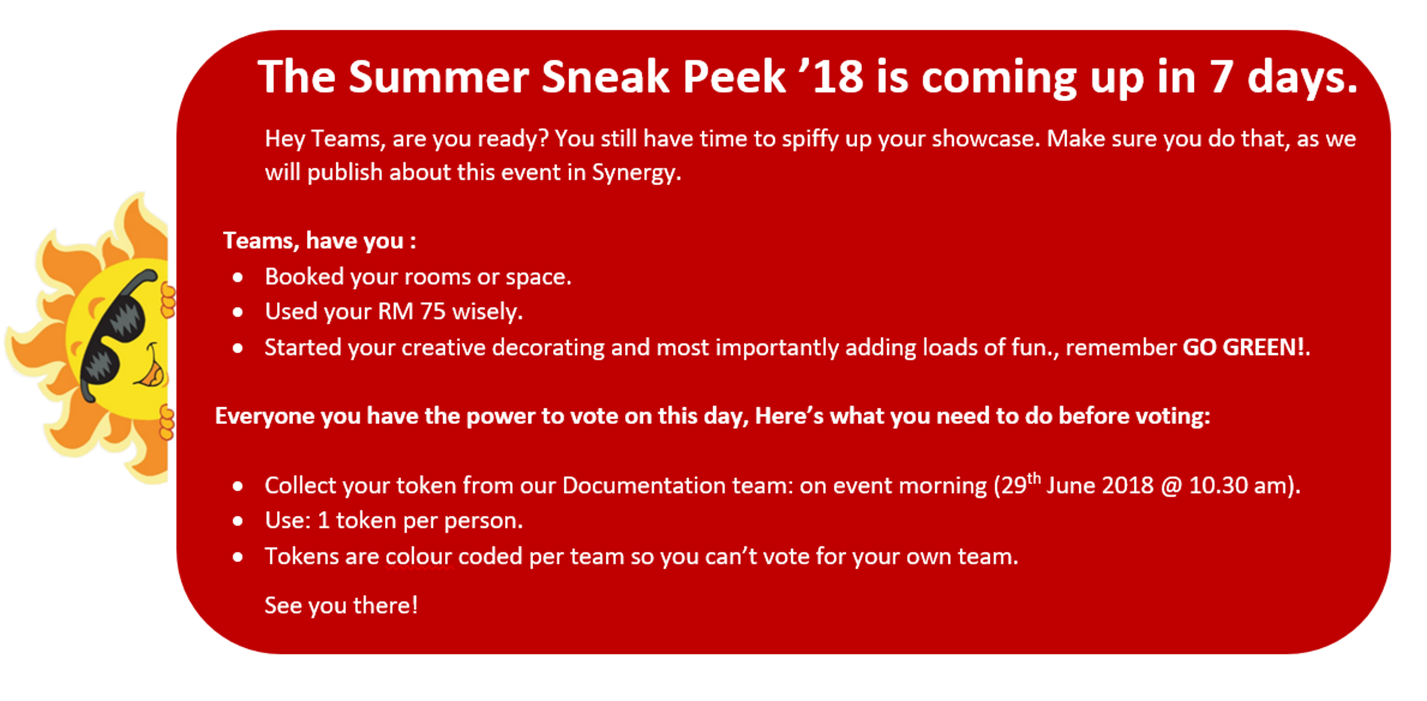 The Summer Sneak Peek ’18 is coming up in 7 days.
Hey Teams, are you ready? You still have time to spiffy up your showcase. Make sure you do that, as we
will publish about this event in Synergy.
Teams, have you :
• Booked your rooms or space.
• Used your RM 75 wisely.
• Started your creative decorating and most importantly adding loads of fun., remember GO GREEN!.
Everyone you have the power to vote on this day, Here’s what you need to do before voting:
• Collect your token from our Documentation team: on event morning (29th June 2018 @ 10.30 am).
• Use: 1 token per person.
• Tokens are colour coded per team so you can’t vote for your own team.
See you there!